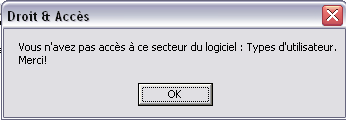 Droit & Accès
Vous n'avez pas accès à ce secteur du logiciel : Types d'utilisateur.
Merci!
OK